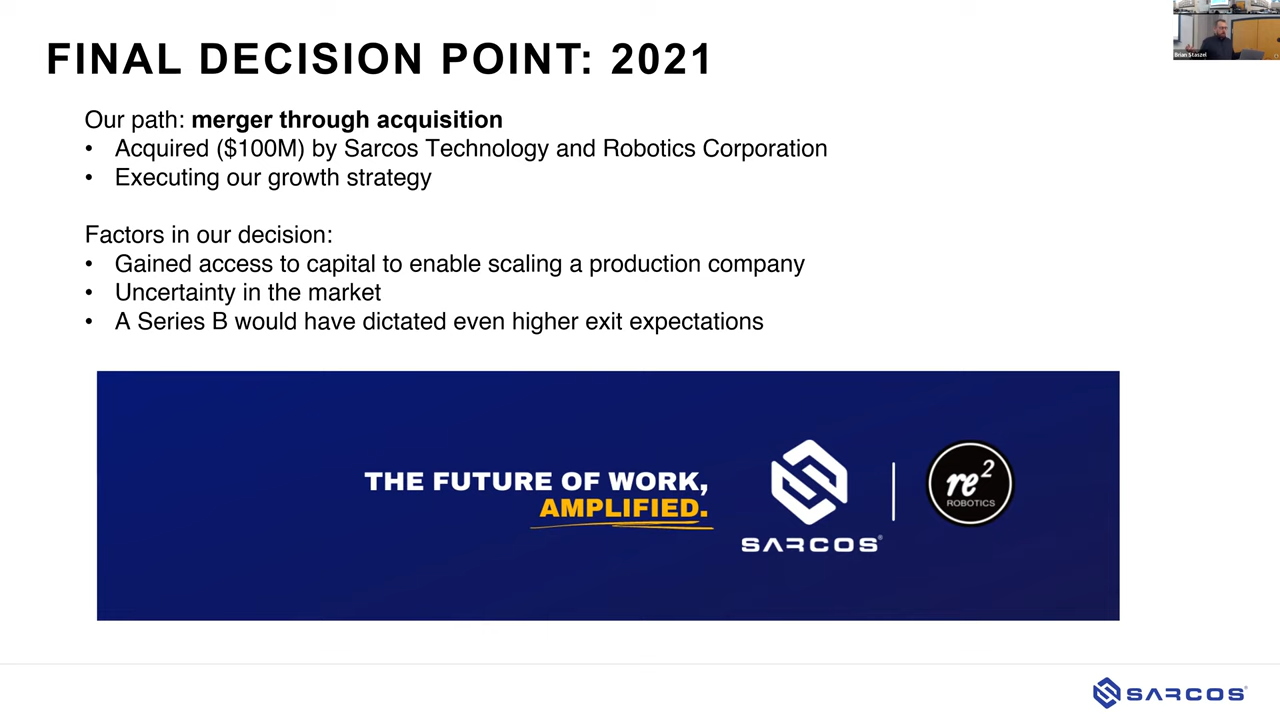 FINAL DECISION POINT: 2021
Brian Staszel
Our path: merger through acquisition
• Acquired ($100M) by Sarcos Technology and Robotics Corporation
• Executing our growth strategy
Factors in our decision:
• Gained access to capital to enable scaling a production company
• Uncertainty in the market
• A Series B would have dictated even higher exit expectations
THE FUTURE OF WORK,
AMPLIFIED.
SARCOS®
re²
ROBOTICS
SARCOS®